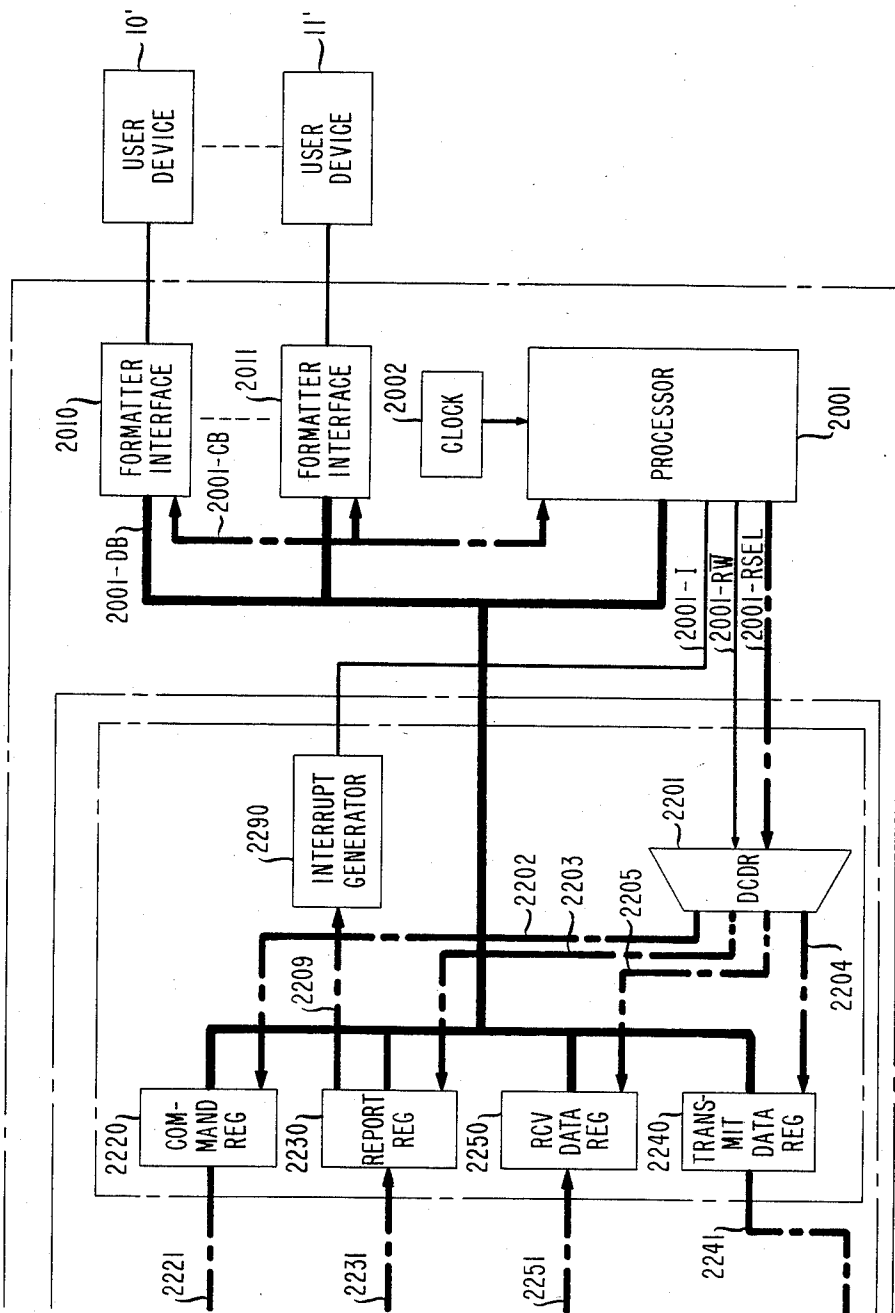 10'
USER
DEVICE
11'
USER
DEVICE
2010
FORMATTER
INTERFACE
2011
FORMATTER
INTERFACE
2001-DB
2001-CB
2002
CLOCK
PROCESSOR
2001
2001-I
2001-RW̅
2001-RSEL
2290
INTERRUPT
GENERATOR
2201
DCDR
2202
2203
2205
2204
2209
2220
COM-
MAND
REG
2230
REPORT
REG
2250
RCV
DATA
REG
2240
TRANS-
MIT
DATA
REG
2221
2231
2251
2241